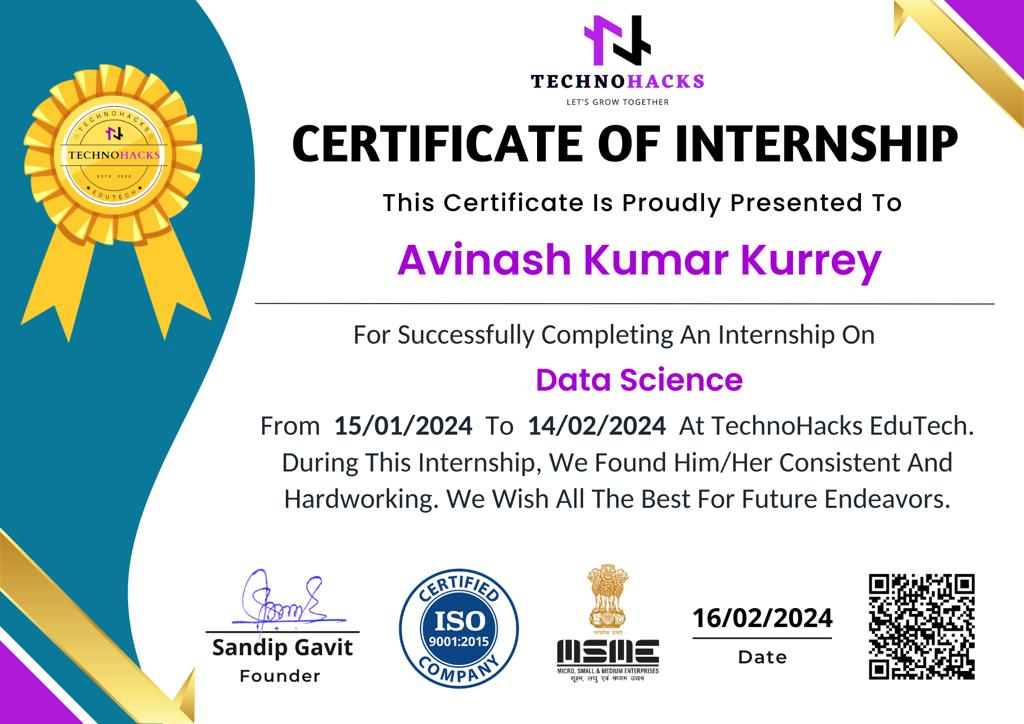 TECHNOHACKS
LET'S GROW TOGETHER
CERTIFICATE OF INTERNSHIP
This Certificate Is Proudly Presented To
Avinash Kumar Kurrey
For Successfully Completing An Internship On
Data Science
From 15/01/2024 To 14/02/2024 At TechnoHacks EduTech.
During This Internship, We Found Him/Her Consistent And
Hardworking. We Wish All The Best For Future Endeavors.
TECHNOHACKS
TECHNOHACKS
ESTD 2022
EDUTECH
Sandip Gavit
Founder
CERTIFIED
ISO
9001:2015
COMPANY
सत्यमेव जयते
MSME
MICRO, SMALL & MEDIUM ENTERPRISES
सूक्ष्म, लघु एवं मध्यम उद्यम
16/02/2024
Date